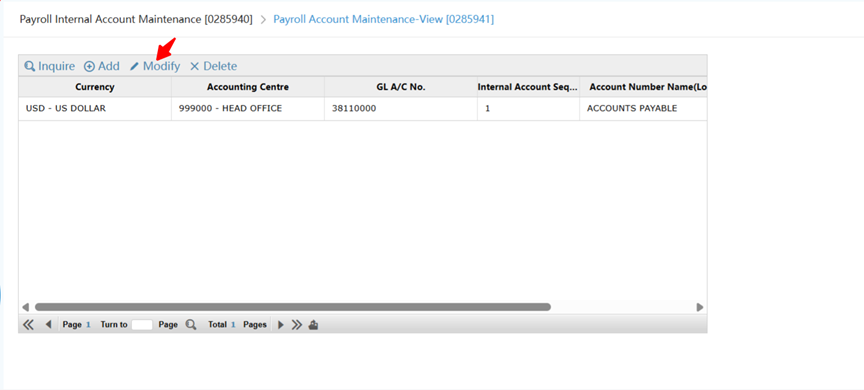 Payroll Internal Account Maintenance [0285940] > Payroll Account Maintenance-View [0285941]
Inquire Add Modify Delete
Currency Accounting Centre GL A/C No. Internal Account Seq... Account Number Name(Lo
USD - US DOLLAR 999000 - HEAD OFFICE 38110000 1 ACCOUNTS PAYABLE
Page 1 Turn to Page Total 1 Pages